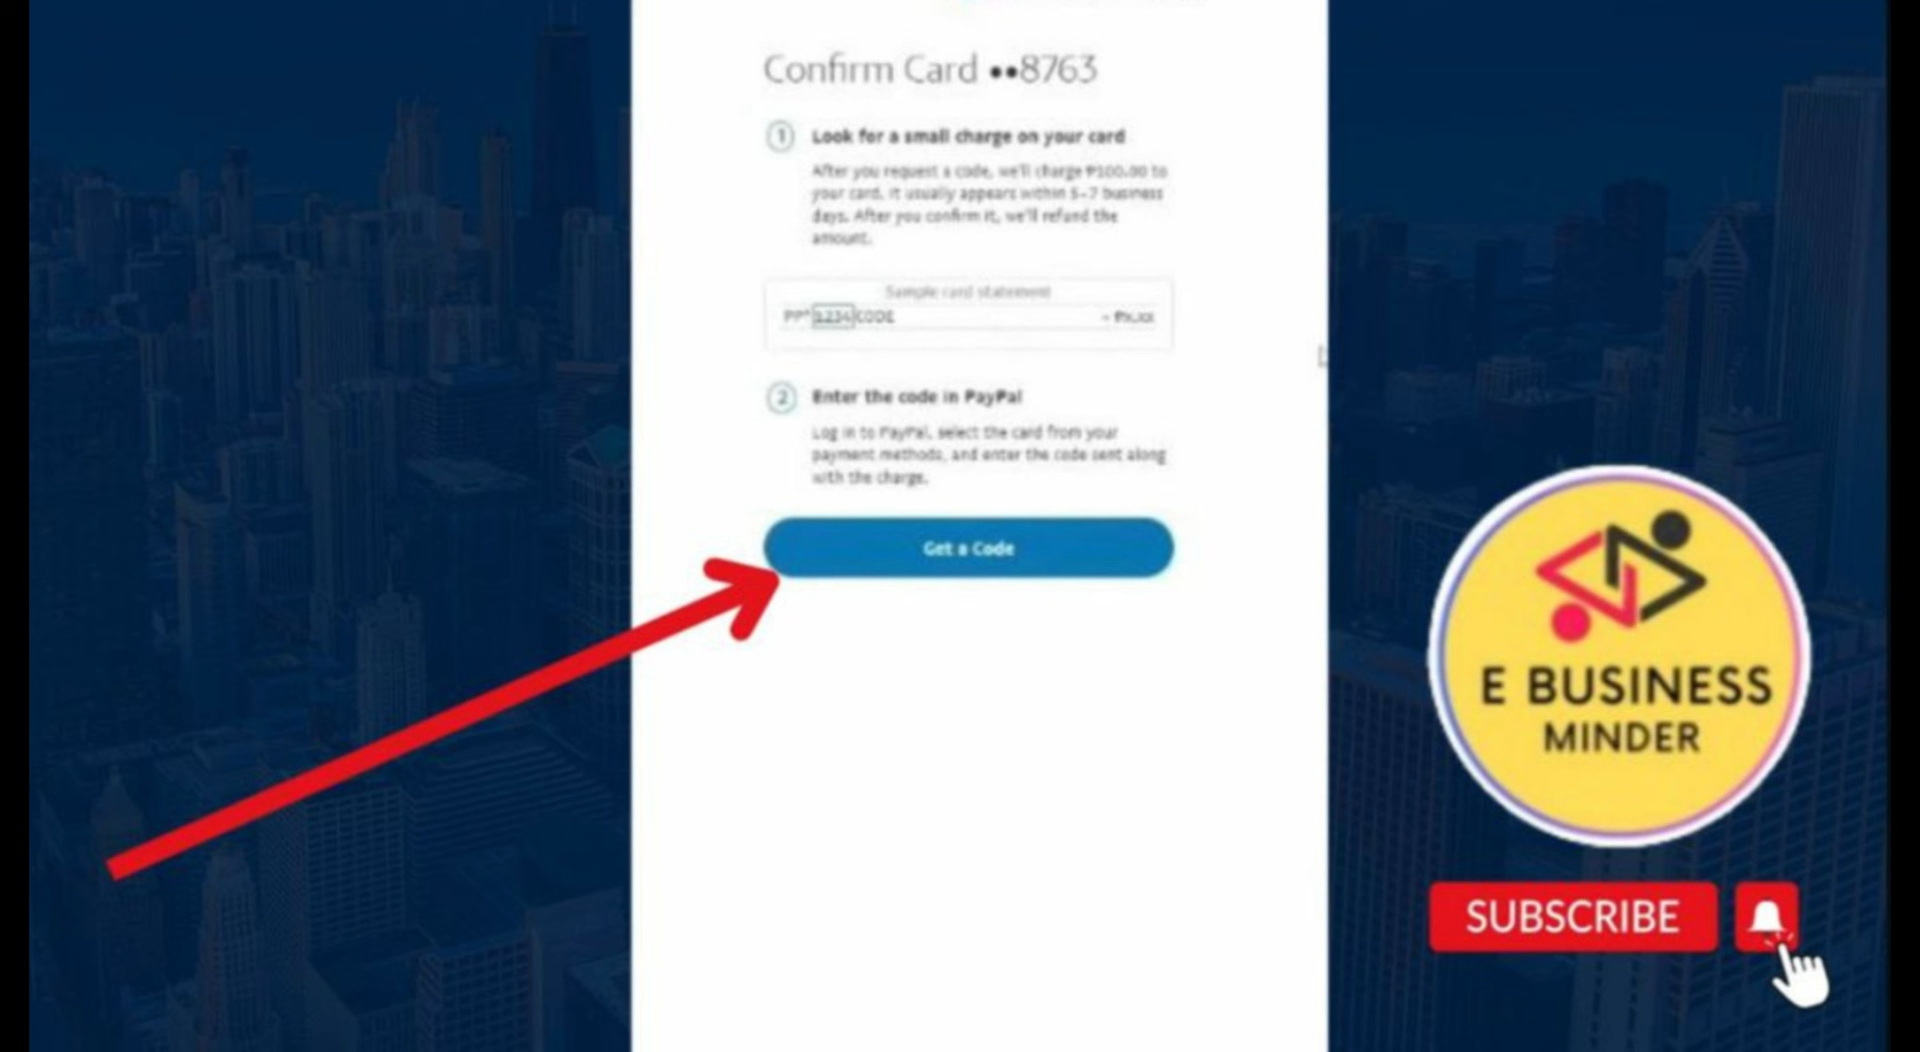 Confirm Card ••8763
1 Look for a small charge on your card
After you request a code, we'll charge ₱100.00 to
your card. It usually appears within 5-7 business
days. After you confirm it, we'll refund the
amount.
Sample card statement
PP*1234CODE
2 Enter the code in PayPal
Log in to PayPal, select the card from your
payment methods, and enter the code sent along
with the charge.
Get a Code
E BUSINESS
MINDER
SUBSCRIBE